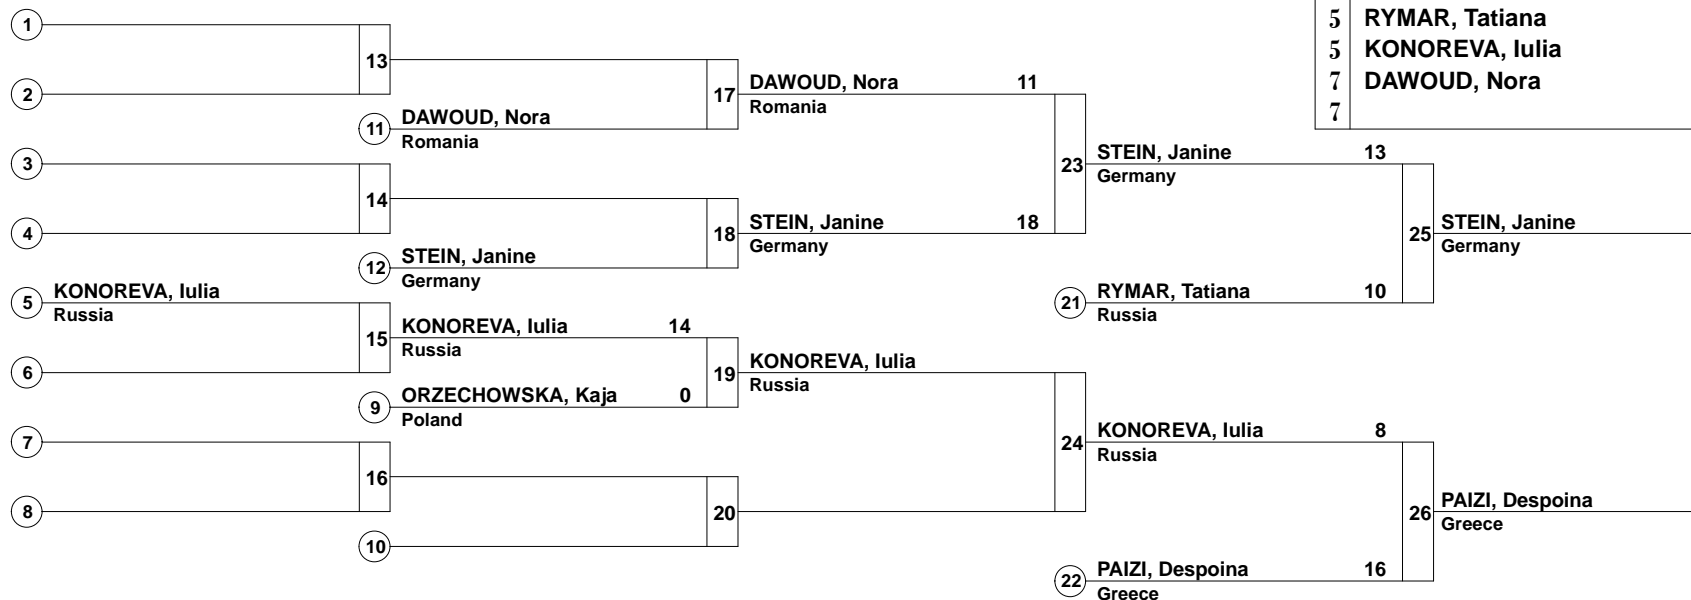 1
5 RYMAR, Tatiana
5 KONOREVA, Iulia
13
7 DAWOUD, Nora
DAWOUD, Nora 11
2
17
Romania
7
DAWOUD, Nora
11
Romania
STEIN, Janine 13
3
23
Germany
14
STEIN, Janine 18
4
18
25
STEIN, Janine
Germany
Germany
STEIN, Janine
12
Germany
KONOREVA, Iulia
5
RYMAR, Tatiana 10
21
Russia
Russia
KONOREVA, Iulia 14
15
Russia
KONOREVA, Iulia
6
19
Russia
ORZECHOWSKA, Kaja 0
9
Poland
KONOREVA, Iulia 8
7
24
Russia
16
PAIZI, Despoina
8
20
26
Greece
10
PAIZI, Despoina 16
22
Greece